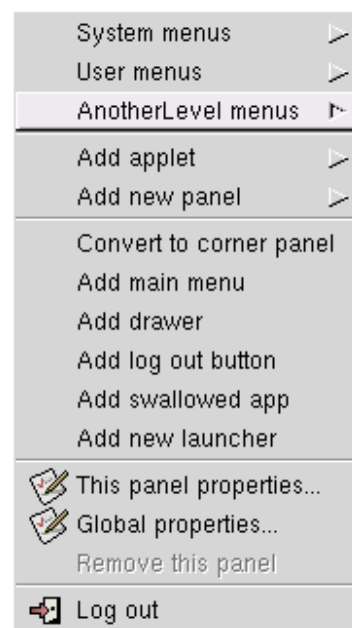 System menus
User menus
AnotherLevel menus
Add applet
Add new panel
Convert to corner panel
Add main menu
Add drawer
Add log out button
Add swallowed app
Add new launcher
This panel properties...
Global properties...
Remove this panel
Log out